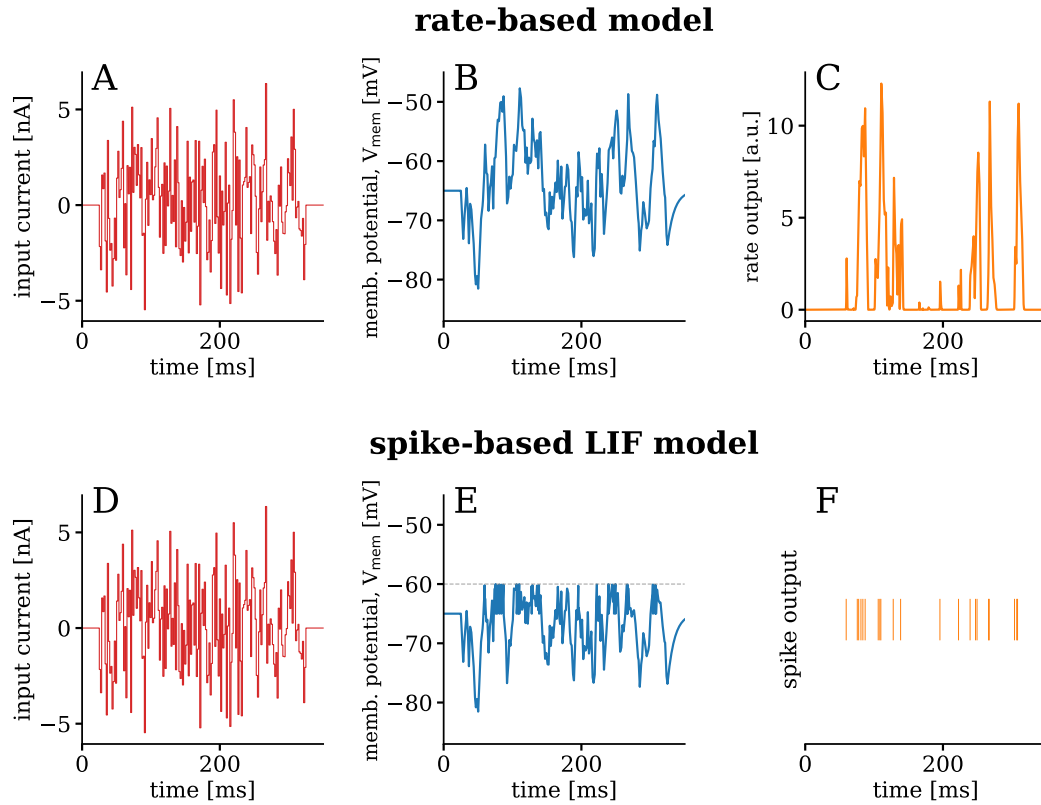 rate-based model
A
B
C
input current [nA]
5
0
−5
0
200
time [ms]
memb. potential, Vmem [mV]
−50
−60
−70
−80
0
200
time [ms]
rate output [a.u.]
10
5
0
0
200
time [ms]
spike-based LIF model
D
E
F
input current [nA]
5
0
−5
0
200
time [ms]
memb. potential, Vmem [mV]
−50
−60
−70
−80
0
200
time [ms]
spike output
0
200
time [ms]